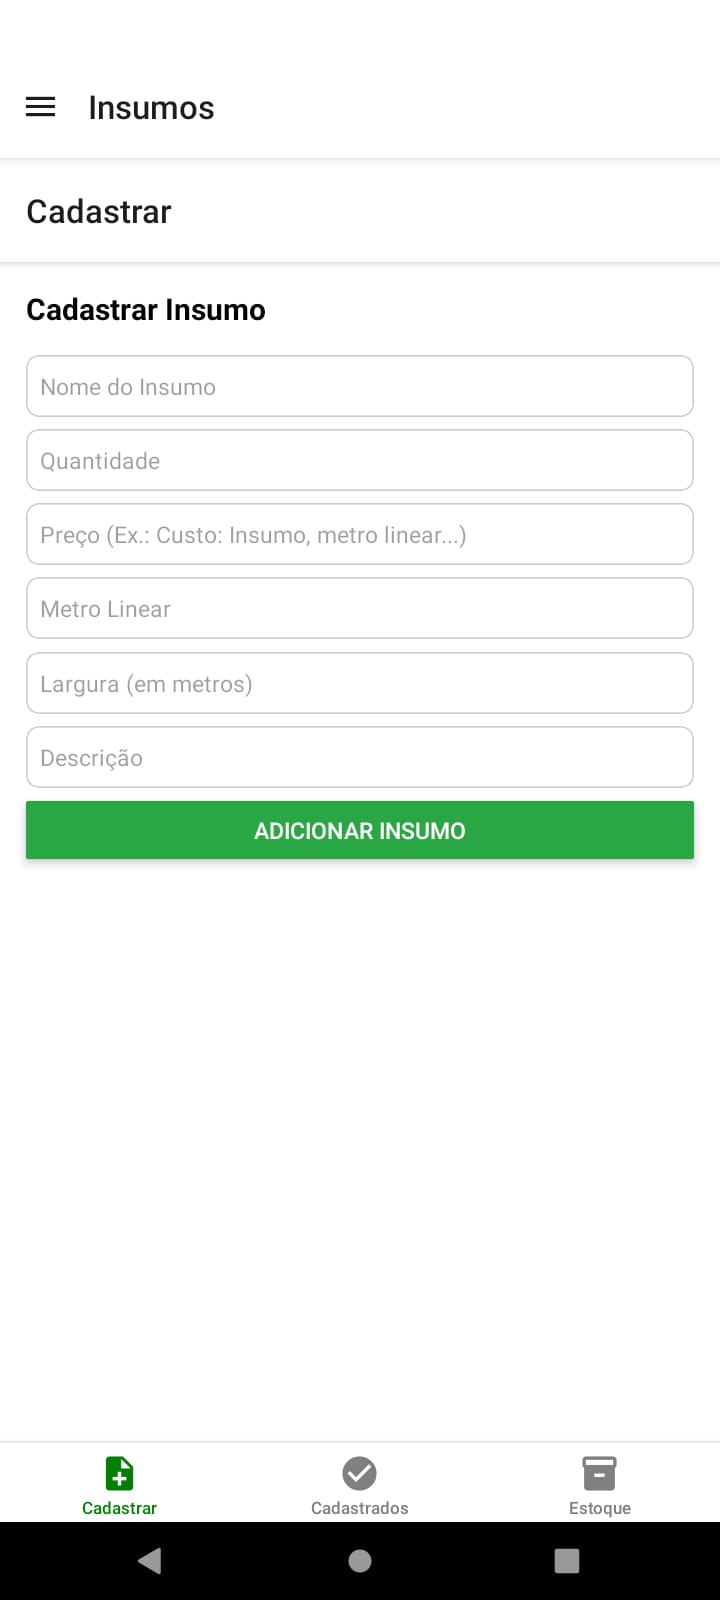 Insumos
Cadastrar
Cadastrar Insumo
Nome do Insumo
Quantidade
Preço (Ex.: Custo: Insumo, metro linear...)
Metro Linear
Largura (em metros)
Descrição
ADICIONAR INSUMO
Cadastrar
Cadastrados
Estoque